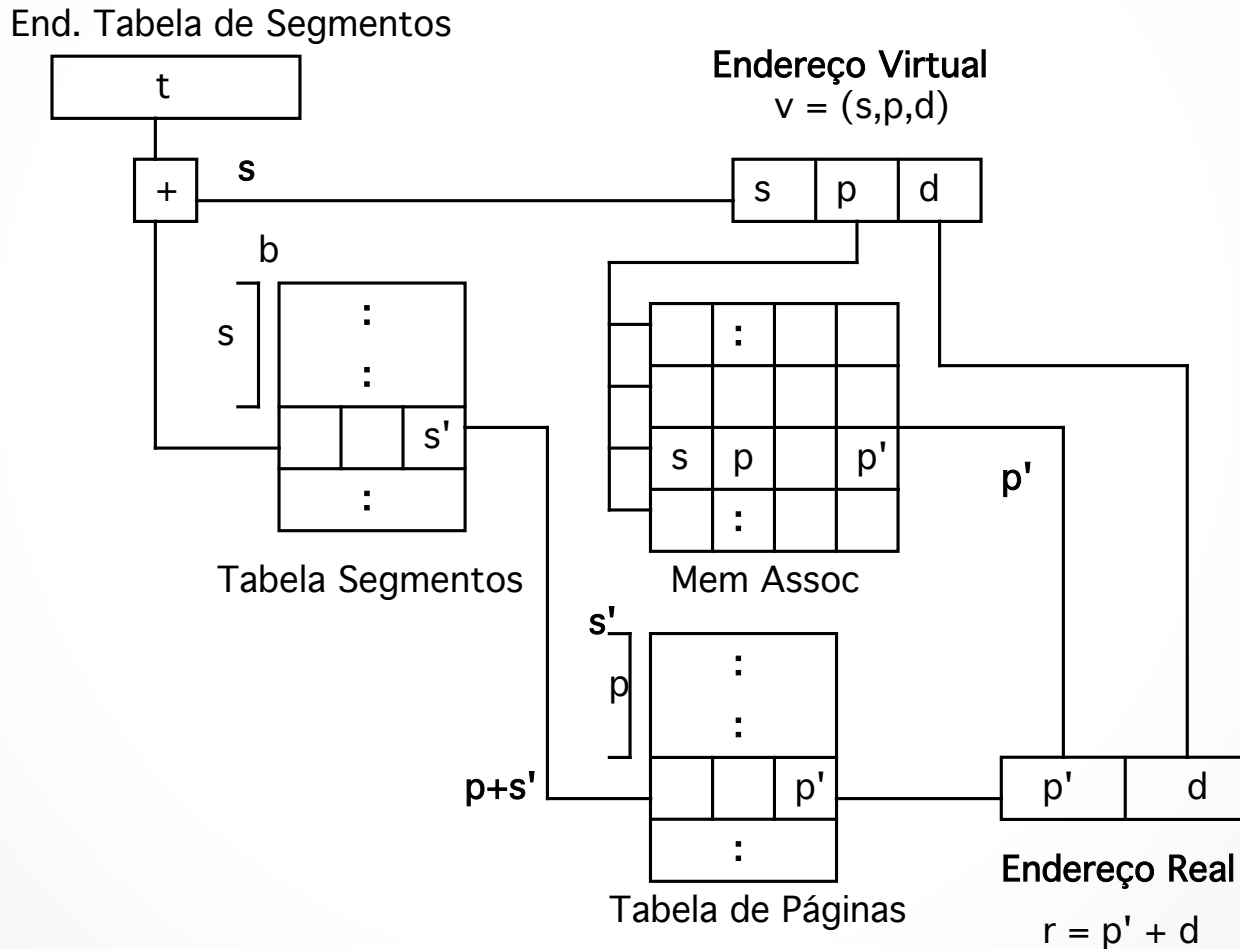 End. Tabela de Segmentos
t
Endereço Virtual
v = (s,p,d)
+
s
s p d
b
s
:
:
s'
:
Tabela Segmentos
:
s p p'
:
Mem Assoc
p'
s'
p
:
:
p+s'
p'
:
Tabela de Páginas
p' d
Endereço Real
r = p' + d